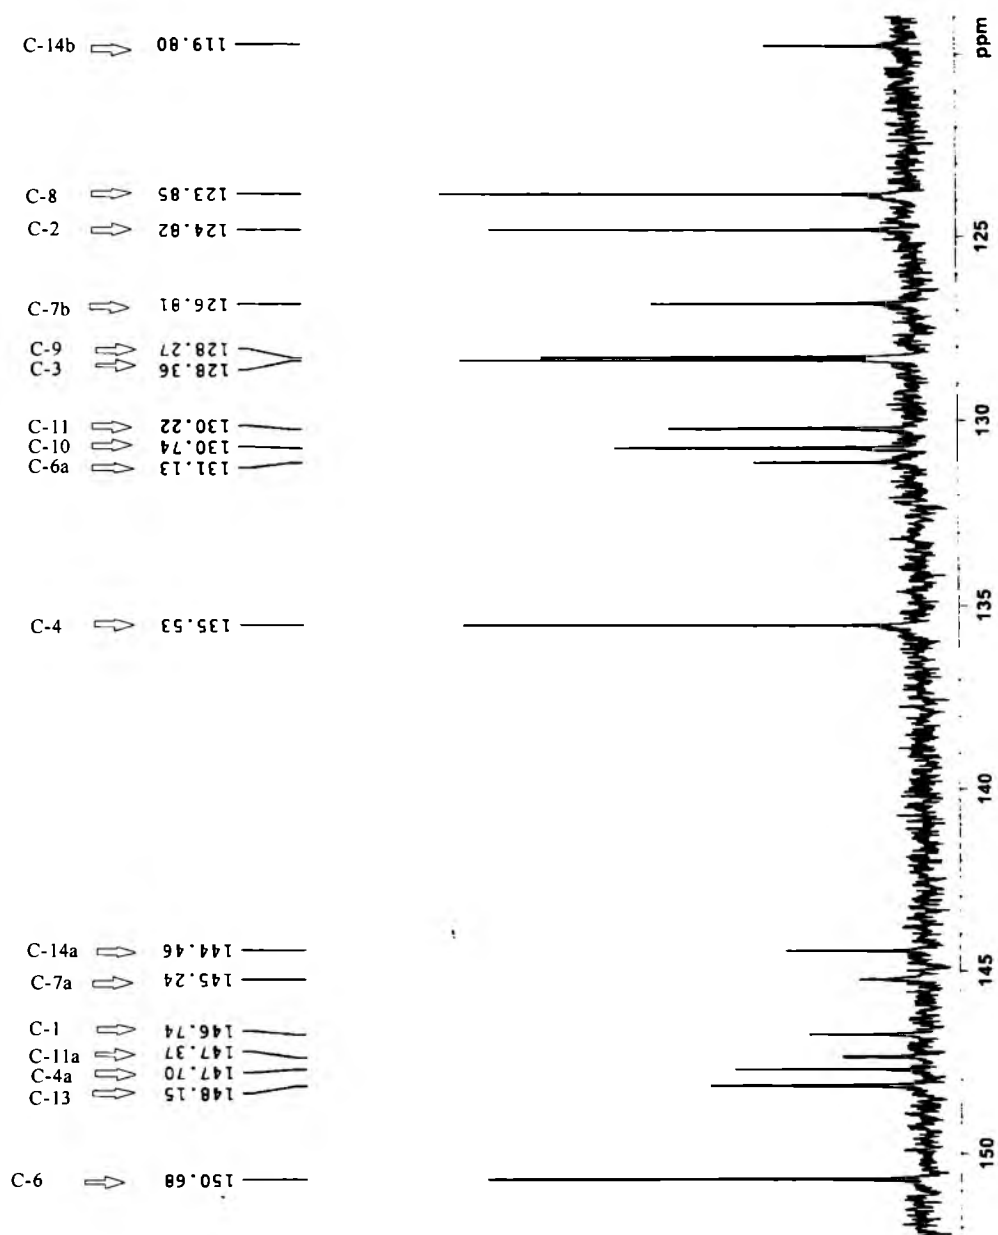 C-14b 119.80
C-8 123.85
C-2 124.82
C-7b 126.81
C-9 128.27
C-3 128.36
C-11 130.22
C-10 130.74
C-6a 131.13
C-4 135.53
C-14a 144.46
C-7a 145.24
C-1 146.74
C-11a 147.37
C-4a 147.70
C-13 148.15
C-6 150.68
ppm
125
130
135
140
145
150